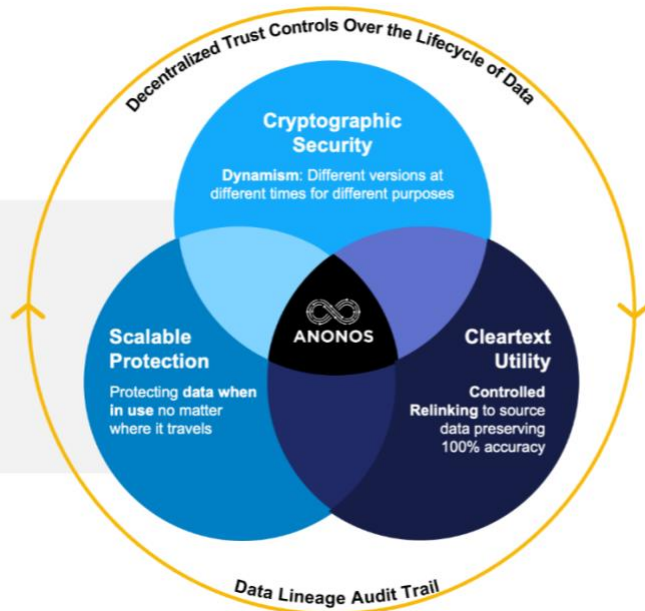 Decentralized Trust Controls Over the Lifecycle of Data
Cryptographic
Security
Dynamism: Different versions at
different times for different purposes
ANONOS
Scalable
Protection
Protecting data when
in use no matter
where it travels
Cleartext
Utility
Controlled
Relinking to source
data preserving
100% accuracy
Data Lineage Audit Trail